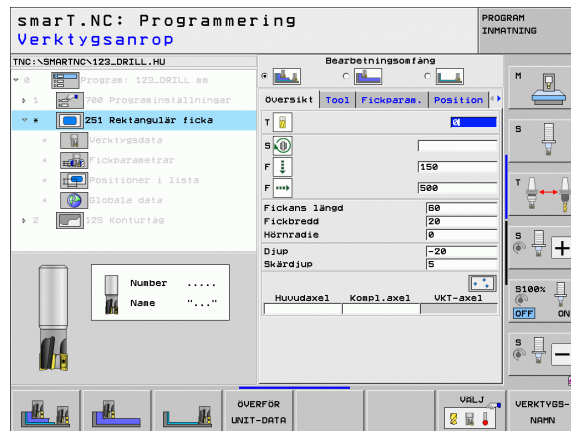 smarT.NC: Programmering
Verktygsanrop
PROGRAM
INMATNING
TNC:\SMARTNC\123_DRILL.HU
0 Program: 123_DRILL mm
1 700 Programinställningar
* 251 Rektangulär ficka
* Verktygsdata
* Fickparametrar
* Positioner i lista
* Globala data
2 125 Konturtåg
Number .....
Name "..."
Bearbetningsomfång
Översikt Tool Fickparam. Position
T 0
S
F 150
F 500
Fickans längd 60
Fickbredd 20
Hörnradie 0
Djup -20
Skärdjup 5
Huvudaxel Kompl.axel VKT-axel
M
S
T
S
S100%
OFF ON
S
ÖVERFÖR
UNIT-DATA
VÄLJ
VERKTYGS-
NAMN